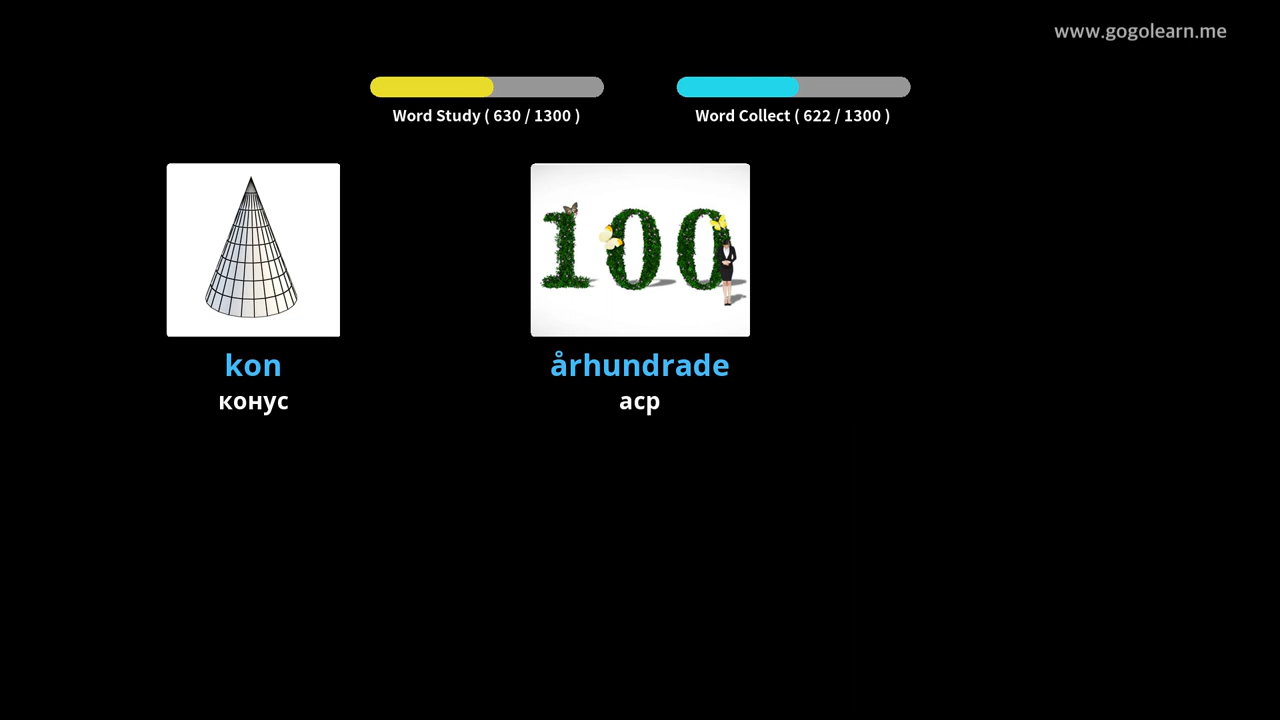 www.gogolearn.me
Word Study ( 630 / 1300 )
Word Collect ( 622 / 1300 )
100
kon
århundrade
конус
аср